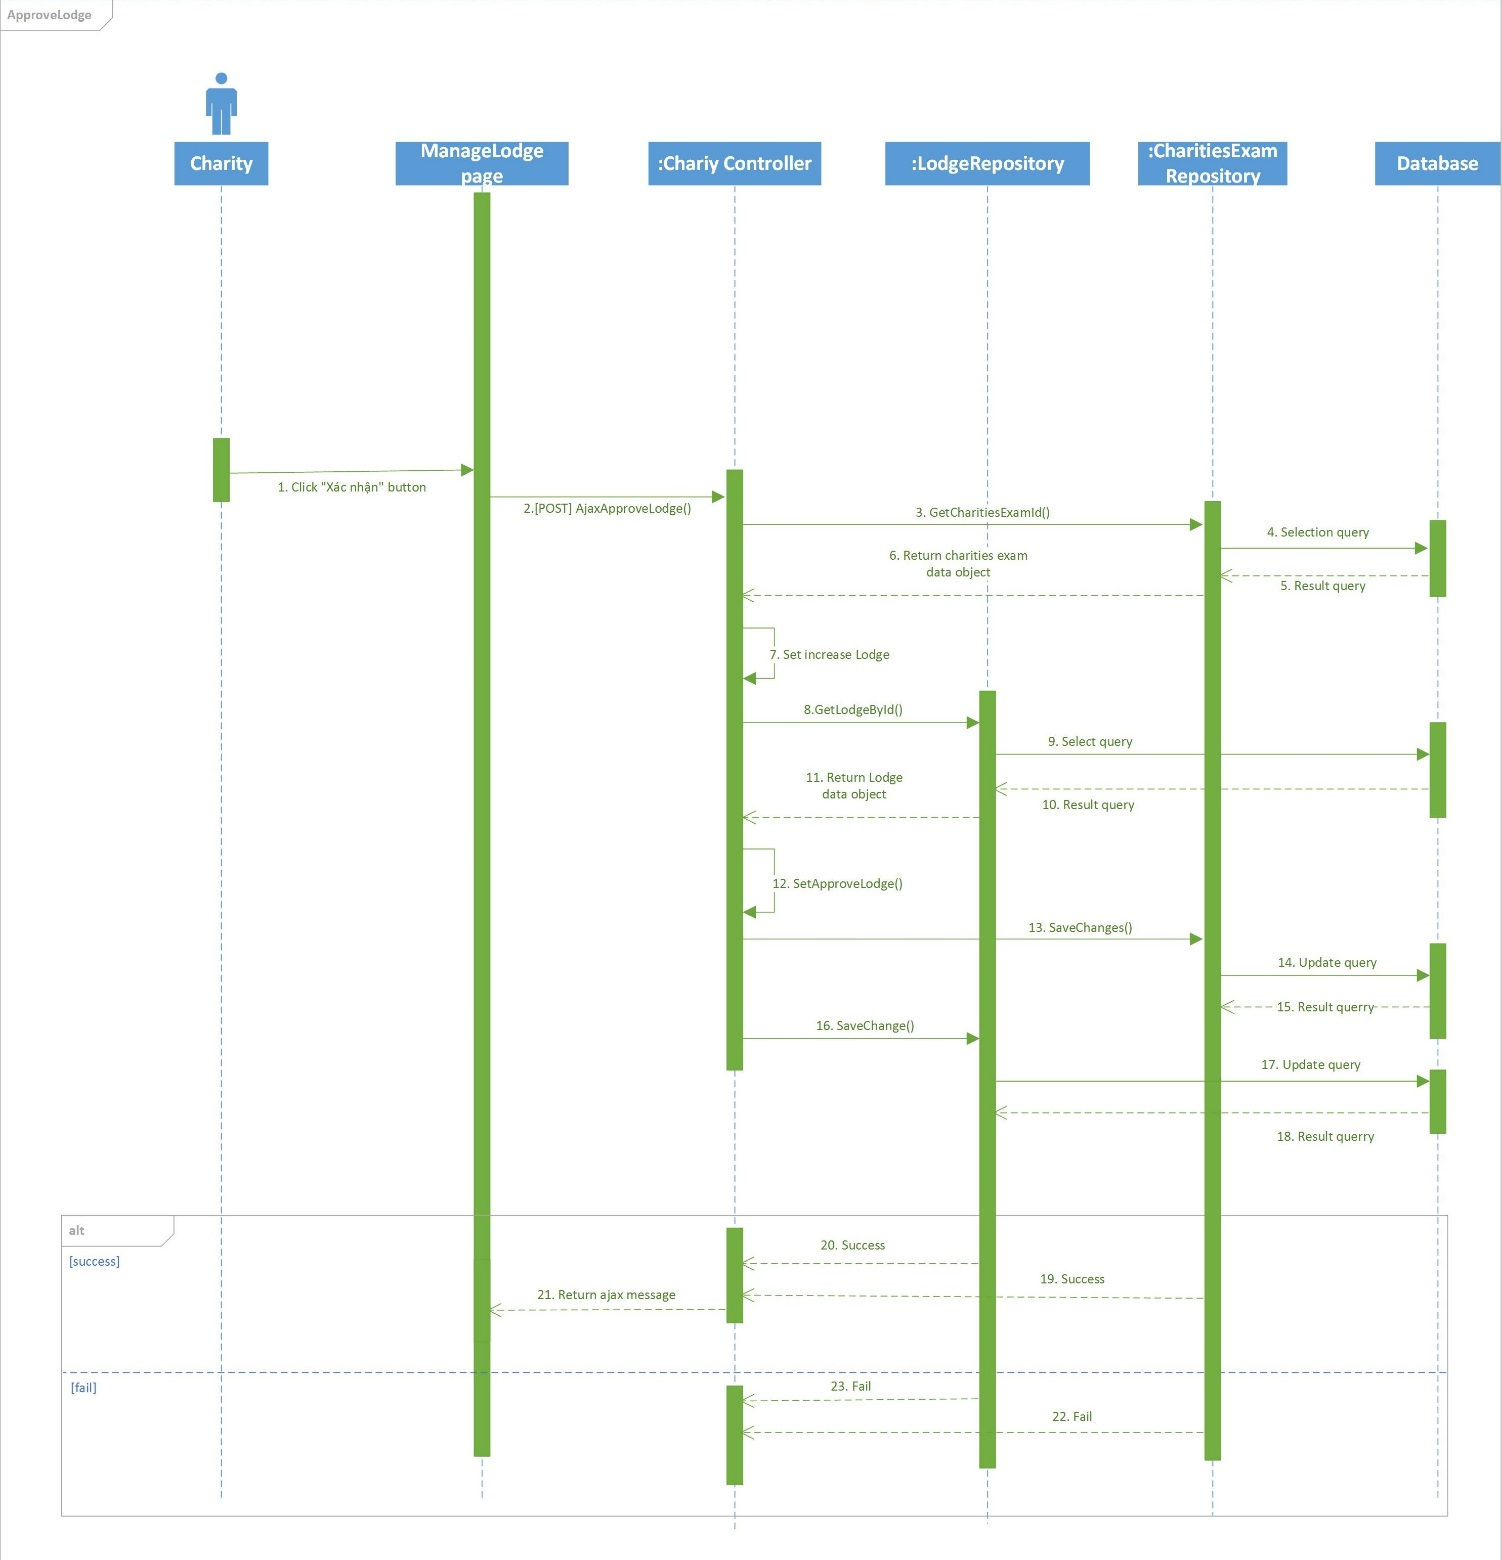 ApproveLodge
Charity
ManageLodge
page
:Chariy Controller
:LodgeRepository
:CharitiesExam
Repository
Database
1. Click "Xác nhận" button
2.[POST] AjaxApproveLodge()
3. GetCharitiesExamId()
4. Selection query
5. Result query
6. Return charities exam
data object
7. Set increase Lodge
8.GetLodgeById()
9. Select query
10. Result query
11. Return Lodge
data object
12. SetApproveLodge()
13. SaveChanges()
14. Update query
15. Result querry
16. SaveChange()
17. Update query
18. Result querry
alt
[success]
20. Success
19. Success
21. Return ajax message
[fail]
23. Fail
22. Fail